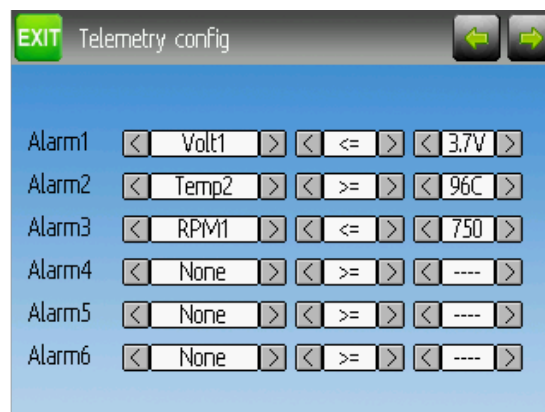 EXIT Telemetry config
Alarm1 < Volt1 > < <= > < 3.7V >
Alarm2 < Temp2 > < >= > < 96C >
Alarm3 < RPM1 > < <= > < 750 >
Alarm4 < None > < >= > < ---- >
Alarm5 < None > < >= > < ---- >
Alarm6 < None > < >= > < ---- >